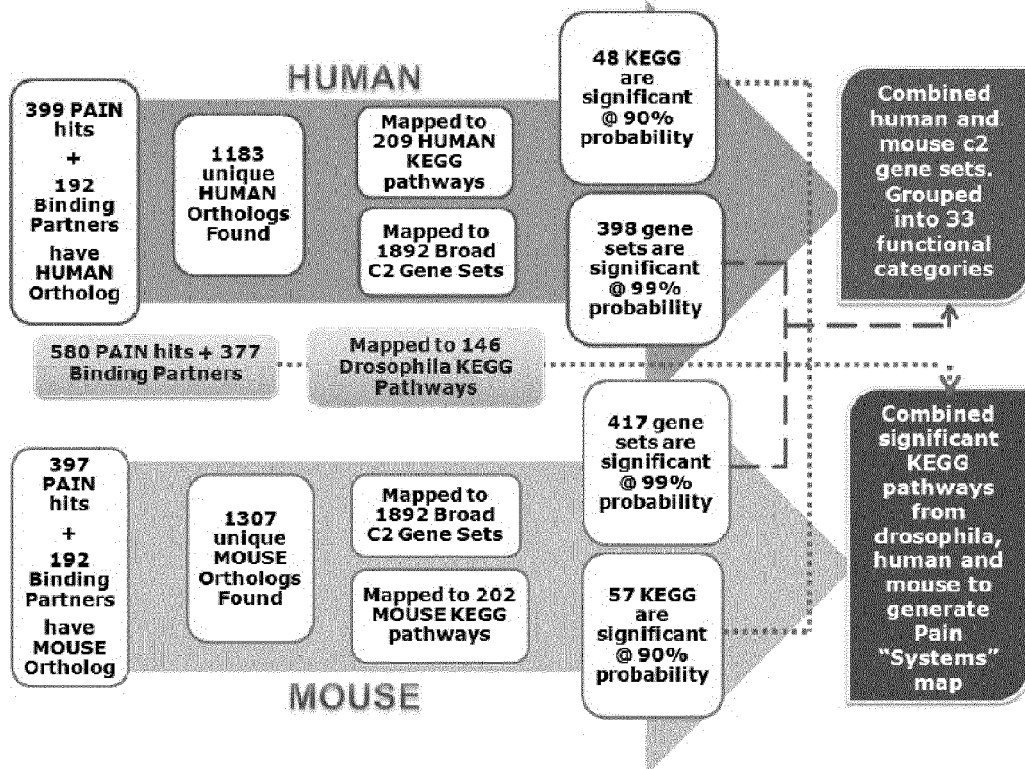 HUMAN
399 PAIN
hits
+
192
Binding
Partners
have
HUMAN
Ortholog
1183
unique
HUMAN
Orthologs
Found
Mapped to
209 HUMAN
KEGG
pathways
Mapped to
1892 Broad
C2 Gene Sets
48 KEGG
are
significant
@ 90%
probability
398 gene
sets are
significant
@ 99%
probability
Combined
human and
mouse c2
gene sets.
Grouped
into 33
functional
categories
580 PAIN hits + 377
Binding Partners
Mapped to 146
Drosophila KEGG
Pathways
397
PAIN
hits
+
192
Binding
Partners
have
MOUSE
Ortholog
1307
unique
MOUSE
Orthologs
Found
Mapped to
1892 Broad
C2 Gene Sets
Mapped to 202
MOUSE KEGG
pathways
417 gene
sets are
significant
@ 99%
probability
57 KEGG
are
significant
@ 90%
probability
Combined
significant
KEGG
pathways
from
drosophila,
human and
mouse to
generate
Pain
“Systems”
map
MOUSE